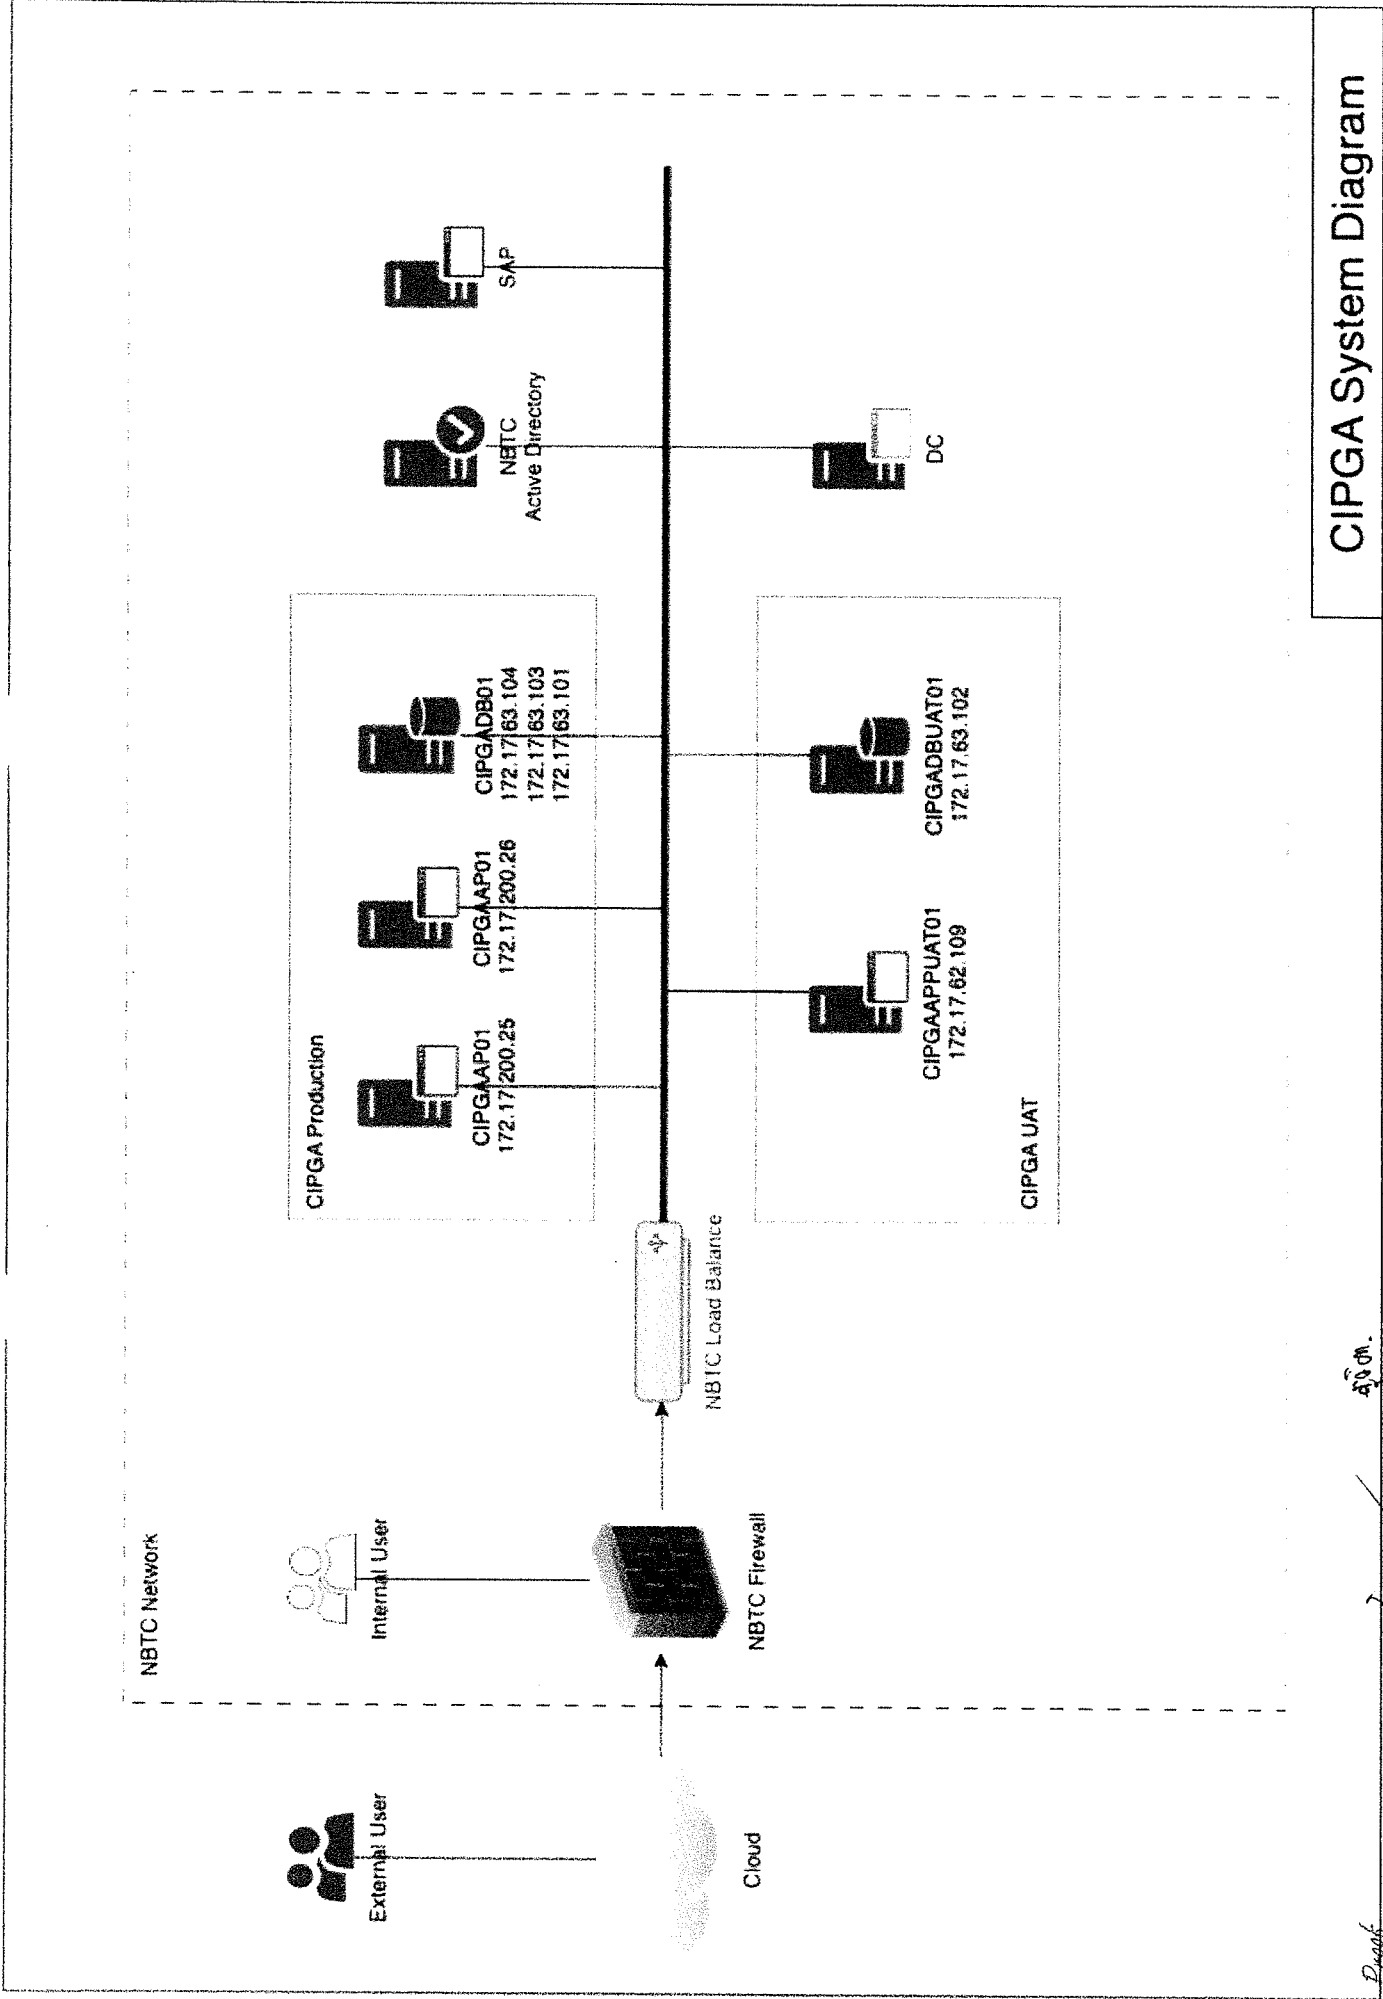 NBTC Network
External User
Cloud
Internal User
NBTC Firewall
NBTC Load Balance
CIPGA Production
CIPGAAP01
172.17.200.25
CIPGAAP01
172.17.200.26
CIPGADB01
172.17.63.104
172.17.63.103
172.17.63.101
NBTC
Active Directory
SAP
CIPGAAPPUAT01
172.17.62.109
CIPGADBUAT01
172.17.63.102
CIPGA UAT
DC
CIPGA System Diagram